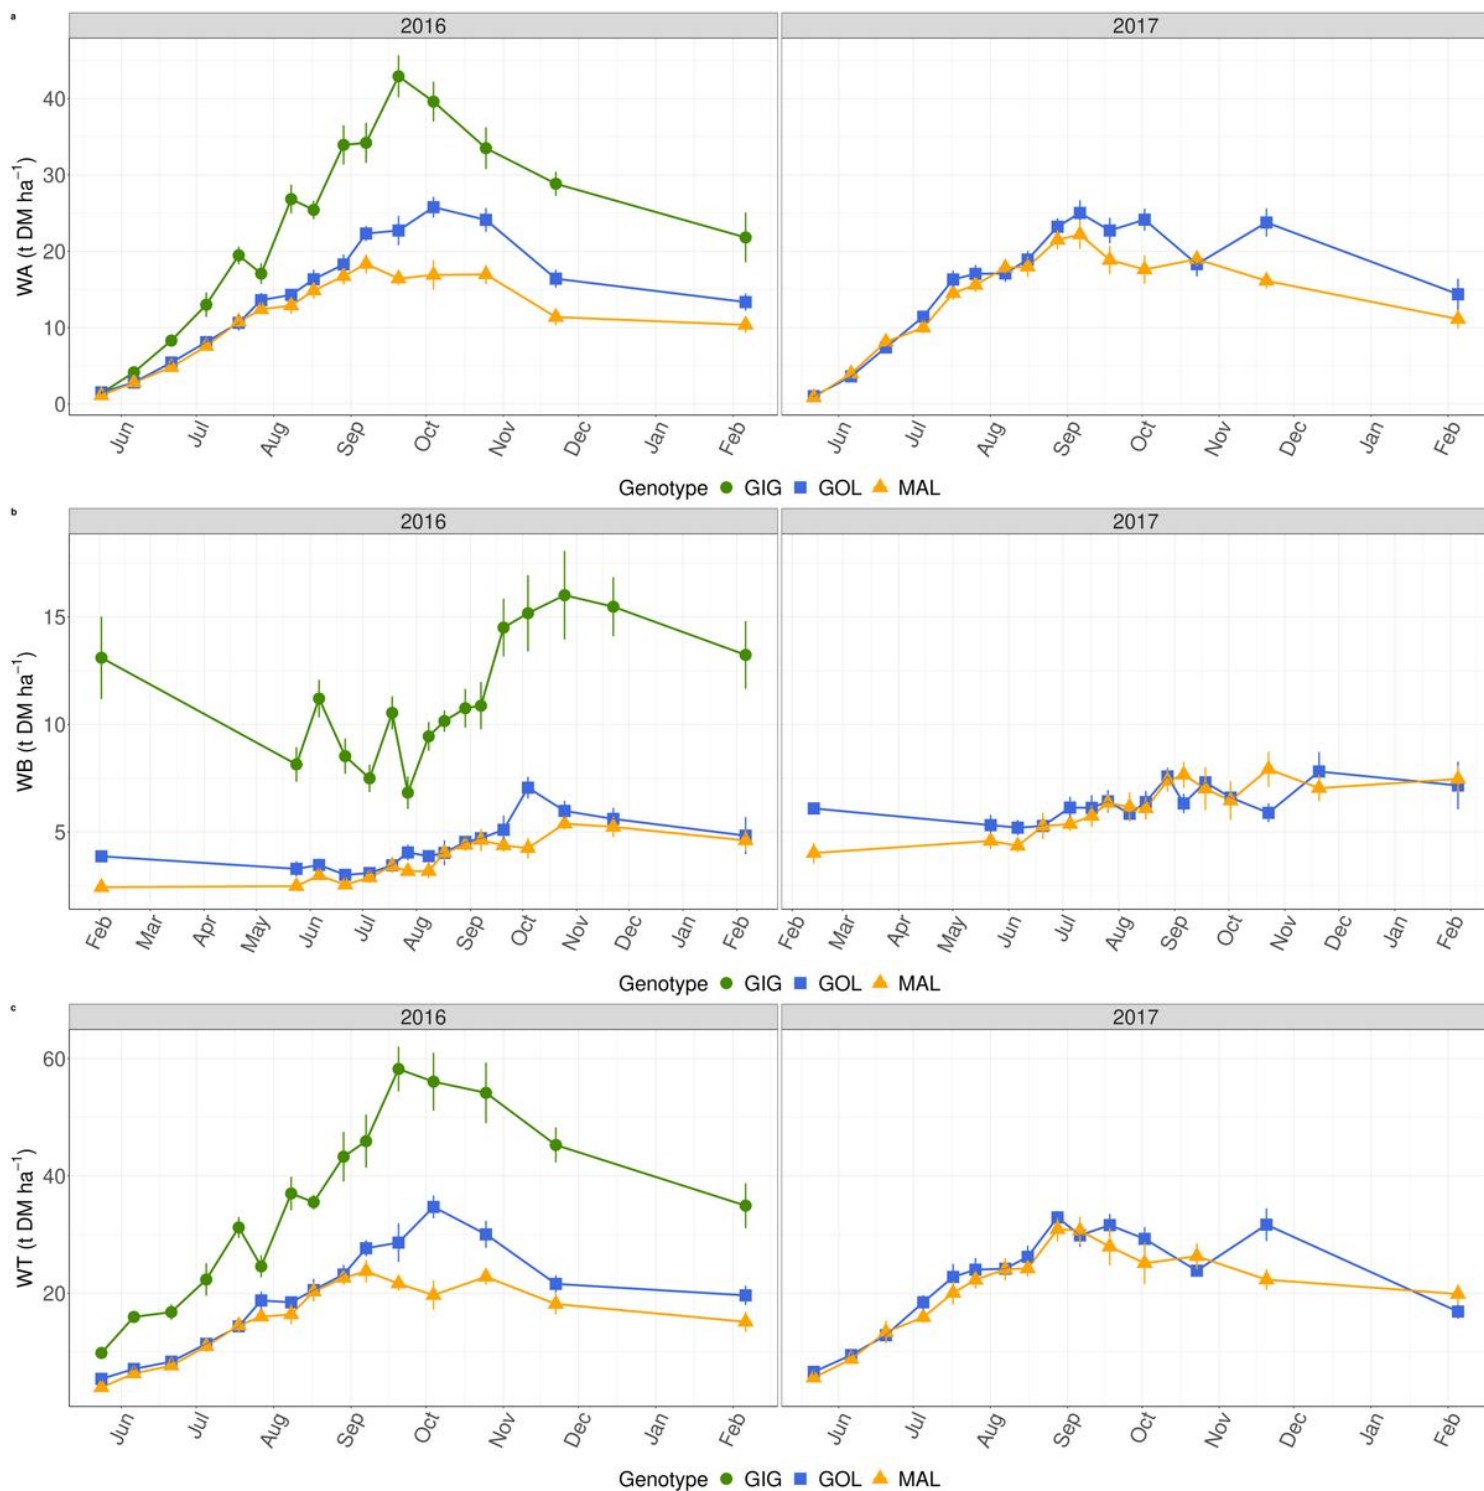 a
2016 2017
WA (t DM ha⁻¹)
40
30
20
10
0
Jun Jul Aug Sep Oct Nov Dec Jan Feb Jun Jul Aug Sep Oct Nov Dec Jan Feb
Genotype GIG GOL MAL
b
2016 2017
WB (t DM ha⁻¹)
15
10
5
Feb Mar Apr May Jun Jul Aug Sep Oct Nov Dec Jan Feb Feb Mar Apr May Jun Jul Aug Sep Oct Nov Dec Jan Feb
Genotype GIG GOL MAL
c
2016 2017
WT (t DM ha⁻¹)
60
40
20
Jun Jul Aug Sep Oct Nov Dec Jan Feb Jun Jul Aug Sep Oct Nov Dec Jan Feb
Genotype GIG GOL MAL